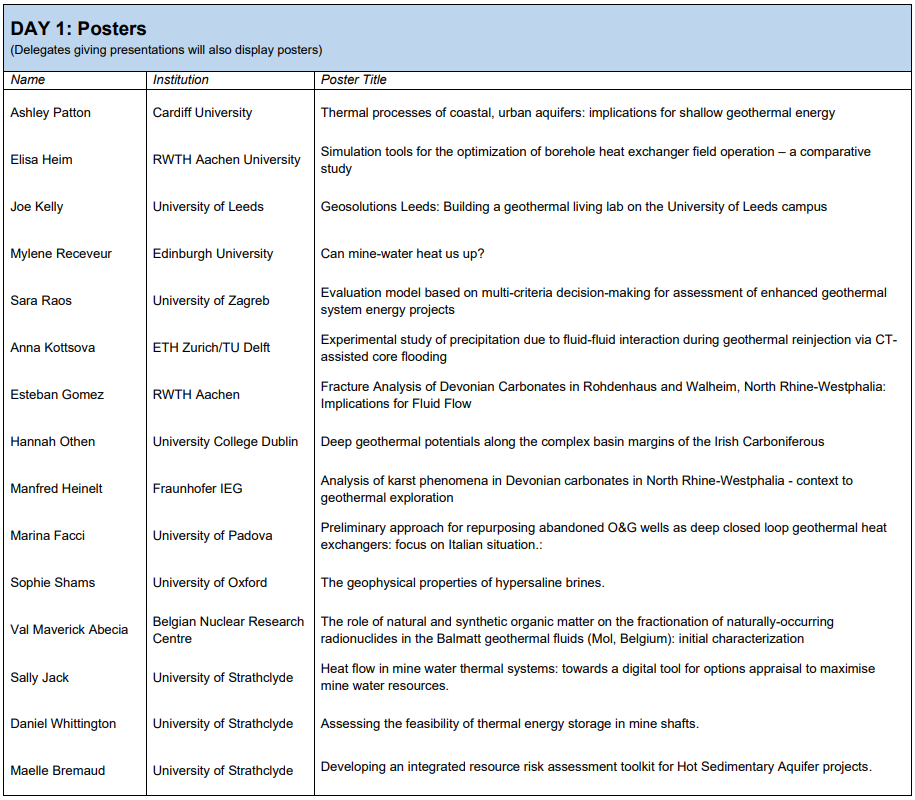 DAY 1: Posters
(Delegates giving presentations will also display posters)
Name Institution Poster Title
Ashley Patton Cardiff University Thermal processes of coastal, urban aquifers: implications for shallow geothermal energy
Elisa Heim RWTH Aachen University Simulation tools for the optimization of borehole heat exchanger field operation – a comparative
study
Joe Kelly University of Leeds Geosolutions Leeds: Building a geothermal living lab on the University of Leeds campus
Mylene Receveur Edinburgh University Can mine-water heat us up?
Sara Raos University of Zagreb Evaluation model based on multi-criteria decision-making for assessment of enhanced geothermal
system energy projects
Anna Kottsova ETH Zurich/TU Delft Experimental study of precipitation due to fluid-fluid interaction during geothermal reinjection via CT-
assisted core flooding
Esteban Gomez RWTH Aachen Fracture Analysis of Devonian Carbonates in Rohdenhaus and Walheim, North Rhine-Westphalia:
Implications for Fluid Flow
Hannah Othen University College Dublin Deep geothermal potentials along the complex basin margins of the Irish Carboniferous
Manfred Heinelt Fraunhofer IEG Analysis of karst phenomena in Devonian carbonates in North Rhine-Westphalia - context to
geothermal exploration
Marina Facci University of Padova Preliminary approach for repurposing abandoned O&G wells as deep closed loop geothermal heat
exchangers: focus on Italian situation.:
Sophie Shams University of Oxford The geophysical properties of hypersaline brines.
Val Maverick Abecia Belgian Nuclear Research
Centre The role of natural and synthetic organic matter on the fractionation of naturally-occurring
radionuclides in the Balmatt geothermal fluids (Mol, Belgium): initial characterization
Sally Jack University of Strathclyde Heat flow in mine water thermal systems: towards a digital tool for options appraisal to maximise
mine water resources.
Daniel Whittington University of Strathclyde Assessing the feasibility of thermal energy storage in mine shafts.
Maelle Bremaud University of Strathclyde Developing an integrated resource risk assessment toolkit for Hot Sedimentary Aquifer projects.